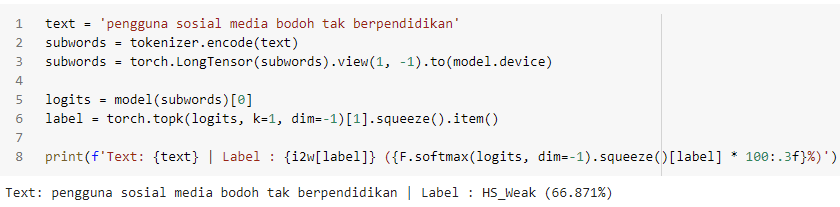 1 text = 'pengguna sosial media bodoh tak berpendidikan'
2 subwords = tokenizer.encode(text)
3 subwords = torch.LongTensor(subwords).view(1, -1).to(model.device)
4
5 logits = model(subwords)[0]
6 label = torch.topk(logits, k=1, dim=-1)[1].squeeze().item()
7
8 print(f'Text: {text} | Label : {i2w[label]} ({F.softmax(logits, dim=-1).squeeze()[label] * 100:.3f}%)')
Text: pengguna sosial media bodoh tak berpendidikan | Label : HS_Weak (66.871%)